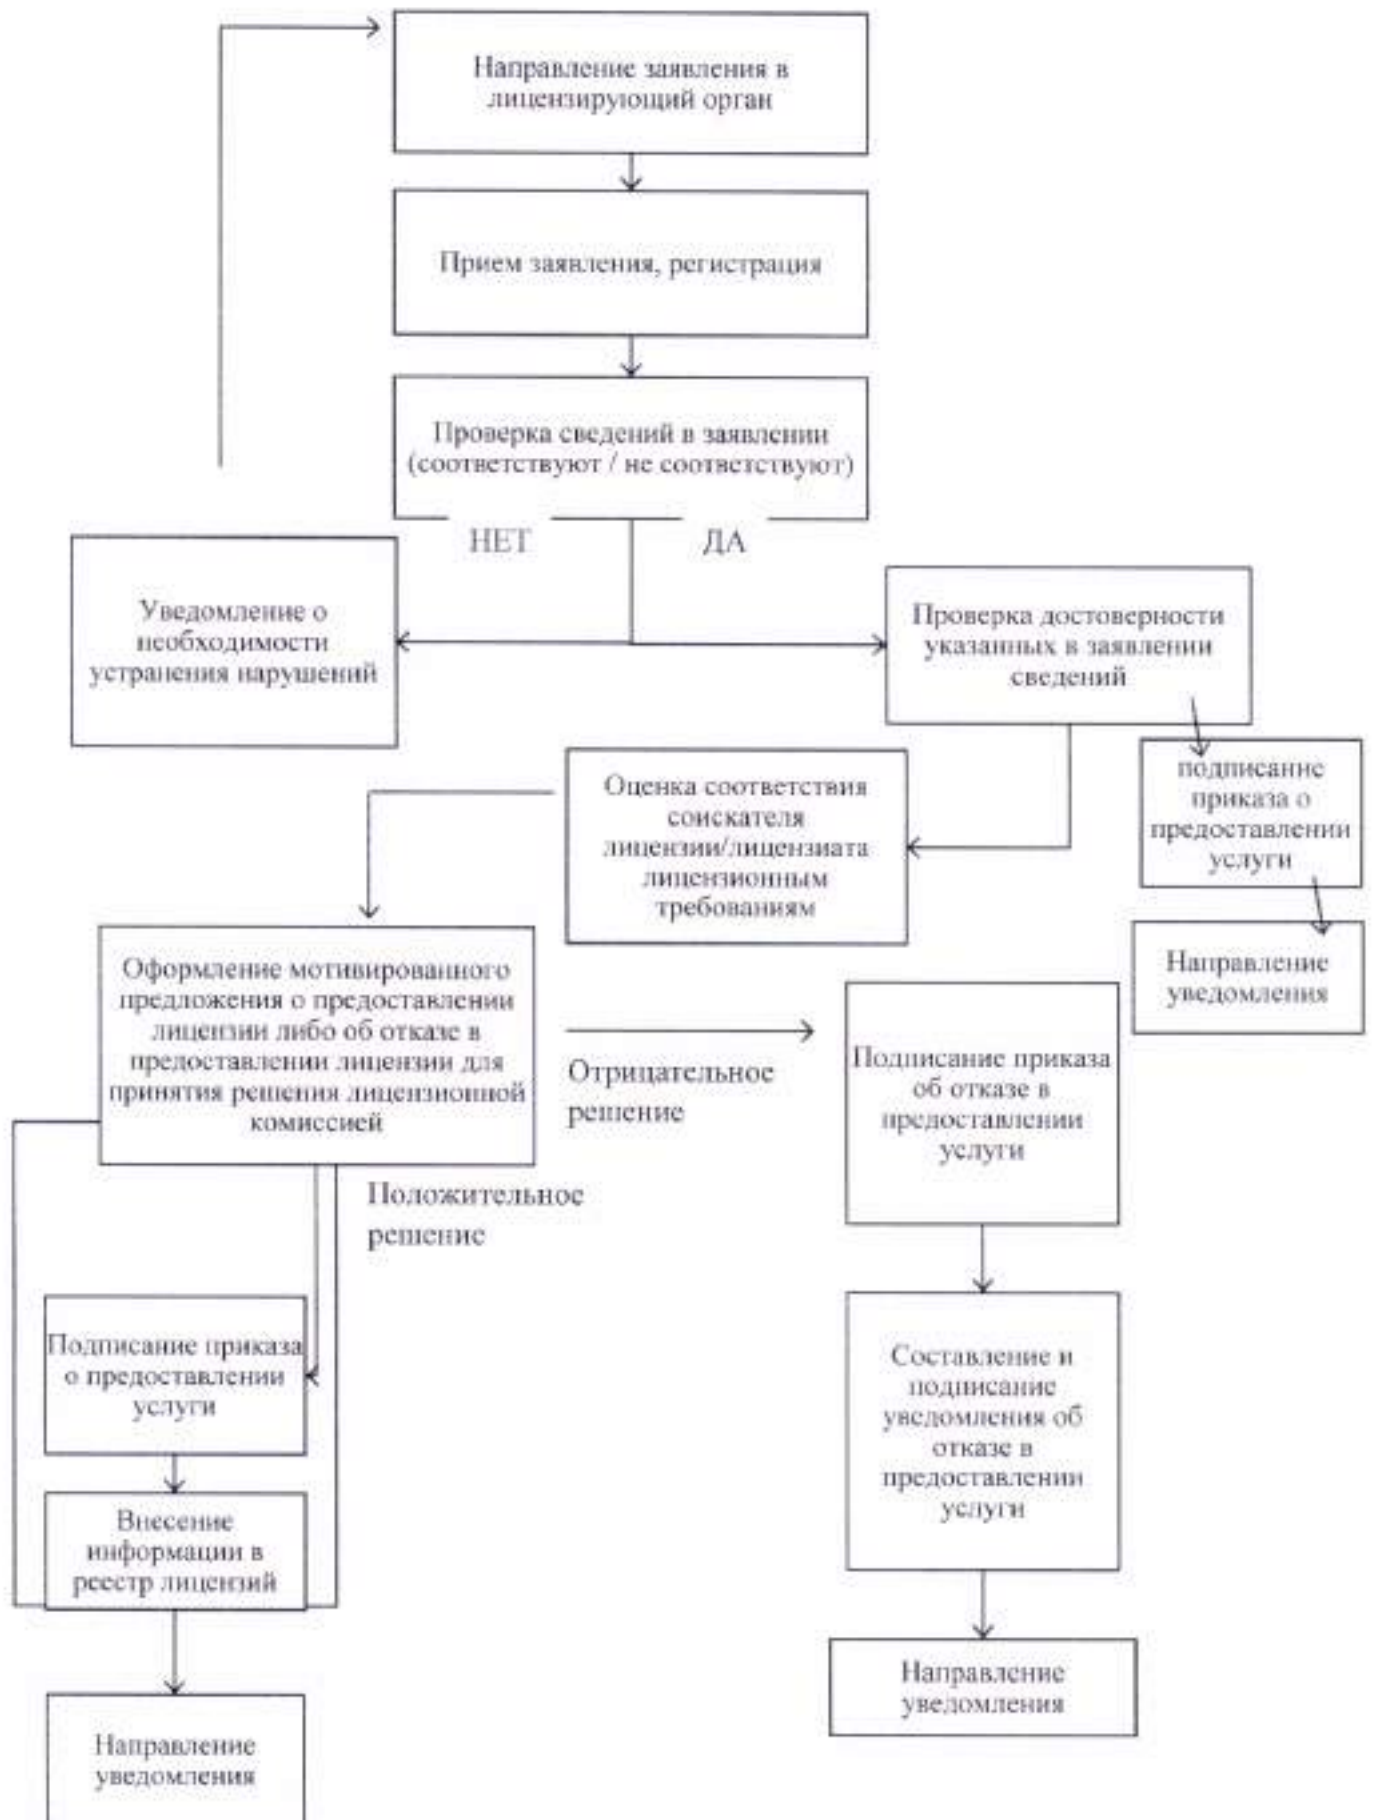 Направление заявления в
лицензирующий орган
Прием заявления, регистрация
Проверка сведений в заявлении
(соответствуют / не соответствуют)
НЕТ
ДА
Уведомление о
необходимости
устранения нарушений
Проверка достоверности
указанных в заявлении
сведений
подписание
приказа о
предоставлении
услуги
Направление
уведомления
Оценка соответствия
соискателя
лицензии/лицензиата
лицензионным
требованиям
Оформление мотивированного
предложения о предоставлении
лицензии либо об отказе в
предоставлении лицензии для
принятия решения лицензионной
комиссией
Отрицательное
решение
Подписание приказа
об отказе в
предоставлении
услуги
Положительное
решение
Подписание приказа
о предоставлении
услуги
Составление и
подписание
уведомления об
отказе в
предоставлении
услуги
Внесение
информации в
реестр лицензий
Направление
уведомления
Направление
уведомления